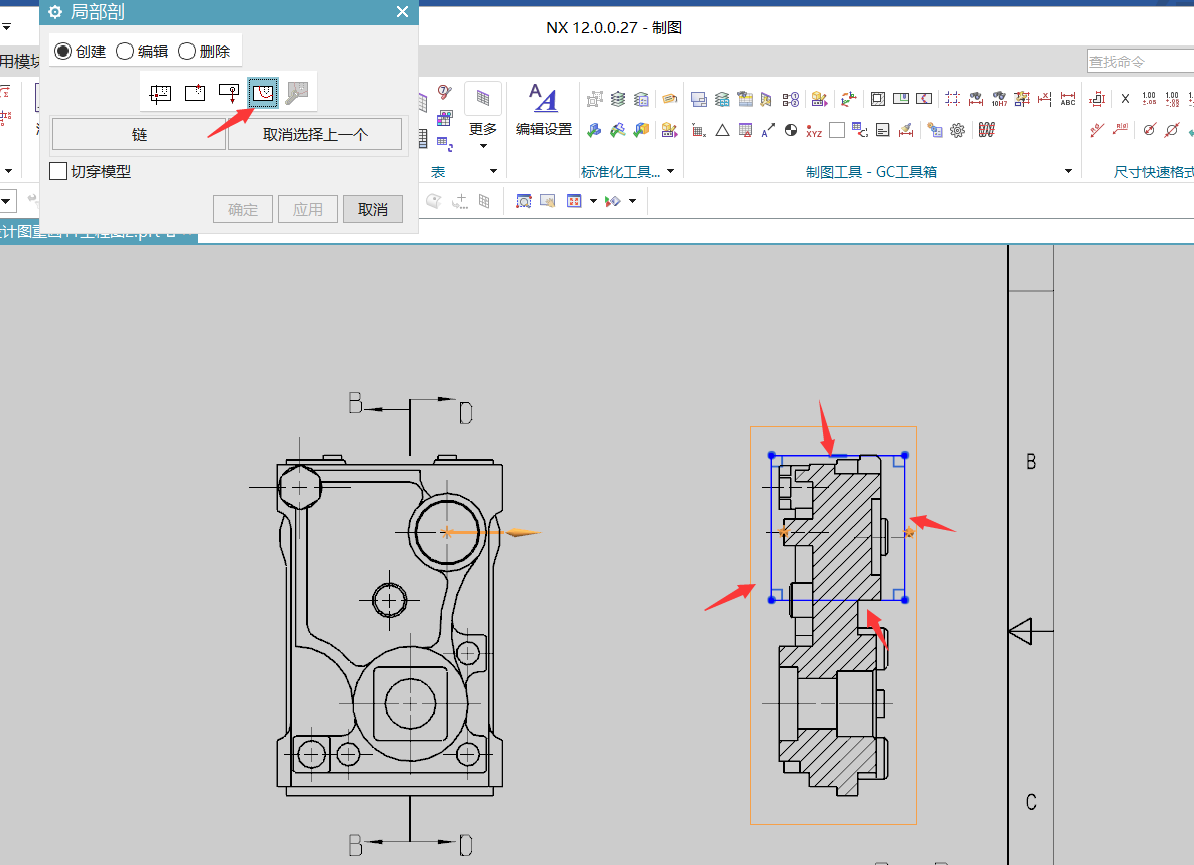 局部剖
NX 12.0.0.27 - 制图
创建 编辑 删除
用模块
查找命令
链 取消选择上一个
切穿模型
确定 应用 取消
更多
编辑设置
表
标准化工具...
制图工具 - GC工具箱
尺寸快速格式
B
D
B
C
B
D